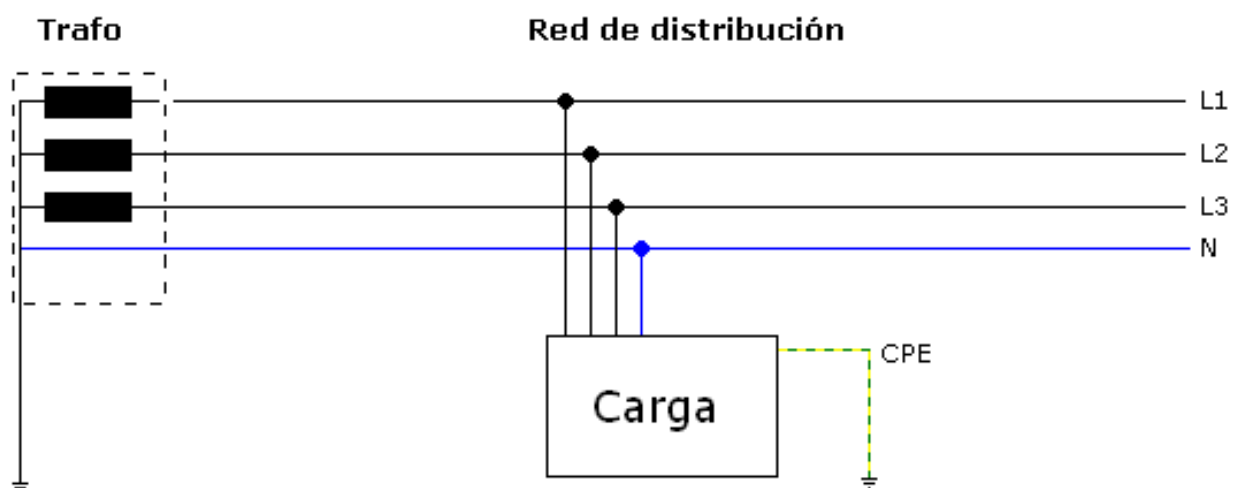 Trafo
Red de distribución
L1
L2
L3
N
CPE
Carga